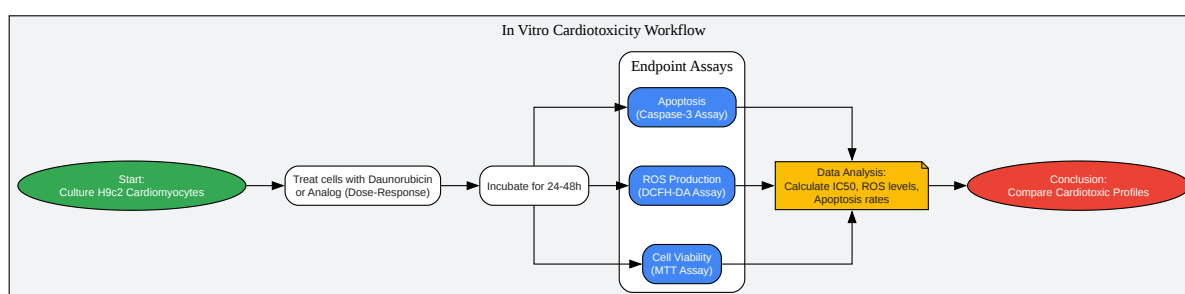 In Vitro Cardiotoxicity Workflow
Endpoint Assays
Start:
Culture H9c2 Cardiomyocytes
Treat cells with Daunorubicin
or Analog (Dose-Response)
Incubate for 24-48h
Apoptosis
(Caspase-3 Assay)
ROS Production
(DCFH-DA Assay)
Cell Viability
(MTT Assay)
Data Analysis:
Calculate IC50, ROS levels,
Apoptosis rates
Conclusion:
Compare Cardiotoxic Profiles